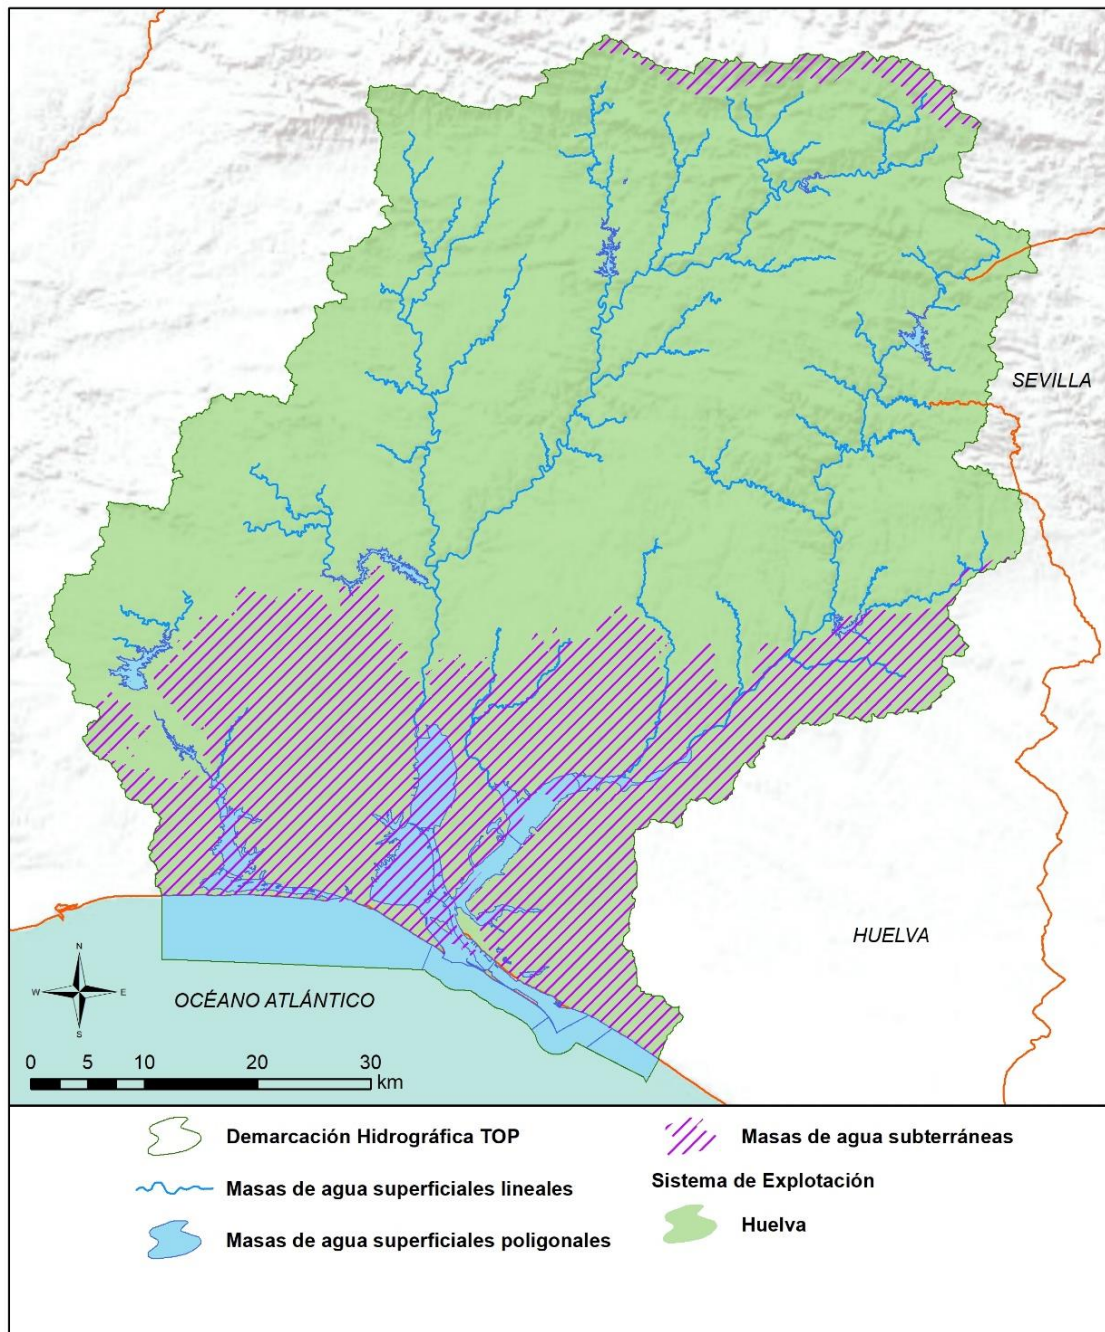 SEVILLA
HUELVA
N
W E
S
OCÉANO ATLÁNTICO
0 5 10 20 30
km
Demarcación Hidrográfica TOP
Masas de agua superficiales lineales
Masas de agua superficiales poligonales
Masas de agua subterráneas
Sistema de Explotación
Huelva